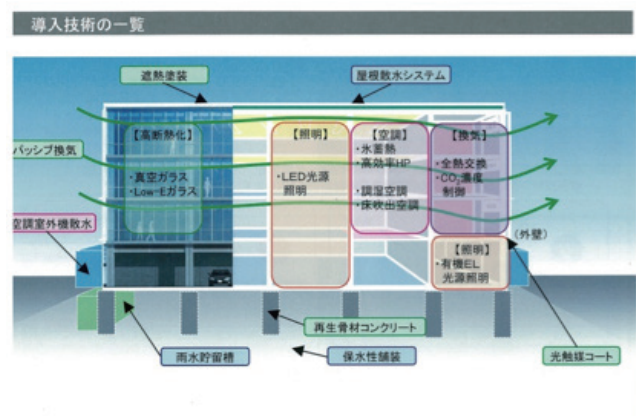 導入技術の一覧
遮熱塗装
屋根散水システム
【高断熱化】
・真空ガラス
・Low-Eガラス
【照明】
・LED光源
照明
【空調】
・氷蓄熱
・高効率HP
・調湿空調
・床吹出空調
【換気】
・全熱交換
・CO₂濃度
制御
パッシブ換気
空調室外機散水
(外壁)
【照明】
・有機EL
光源照明
再生骨材コンクリート
雨水貯留槽
保水性舗装
光触媒コート